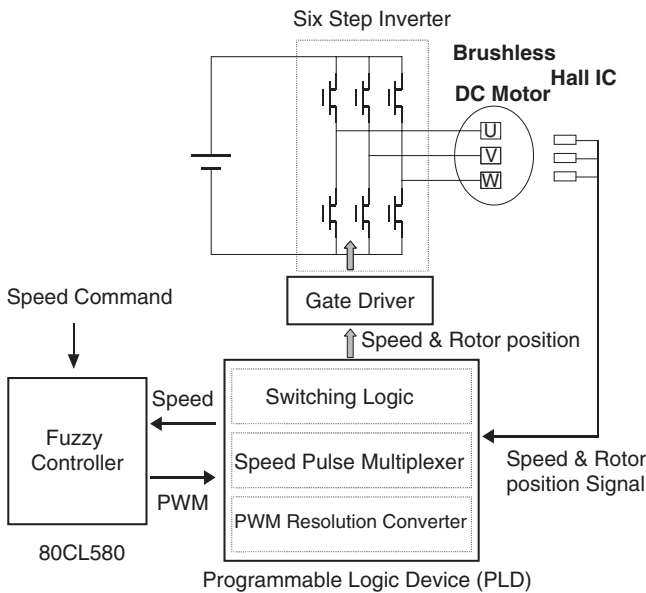 Six Step Inverter
Brushless
DC Motor
Hall IC
U
V
W
Gate Driver
Speed Command
Speed & Rotor position
Fuzzy
Controller
Speed
PWM
Switching Logic
Speed Pulse Multiplexer
PWM Resolution Converter
Speed & Rotor
position Signal
80CL580
Programmable Logic Device (PLD)